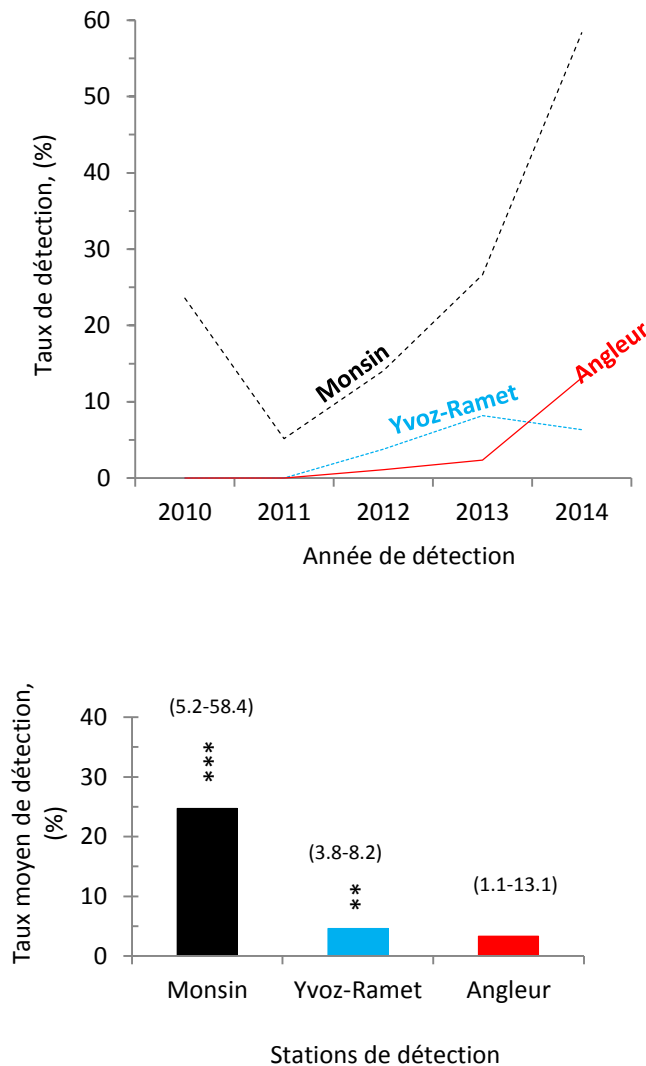 60
50
40
30
20
10
0
Taux de détection, (%)
Monsin
Yvoz-Ramet
Angleur
2010 2011 2012 2013 2014
Année de détection
Taux moyen de détection,
(%)
40
30
20
10
0
(5.2-58.4)
***
(3.8-8.2)
**
(1.1-13.1)
Monsin Yvoz-Ramet Angleur
Stations de détection